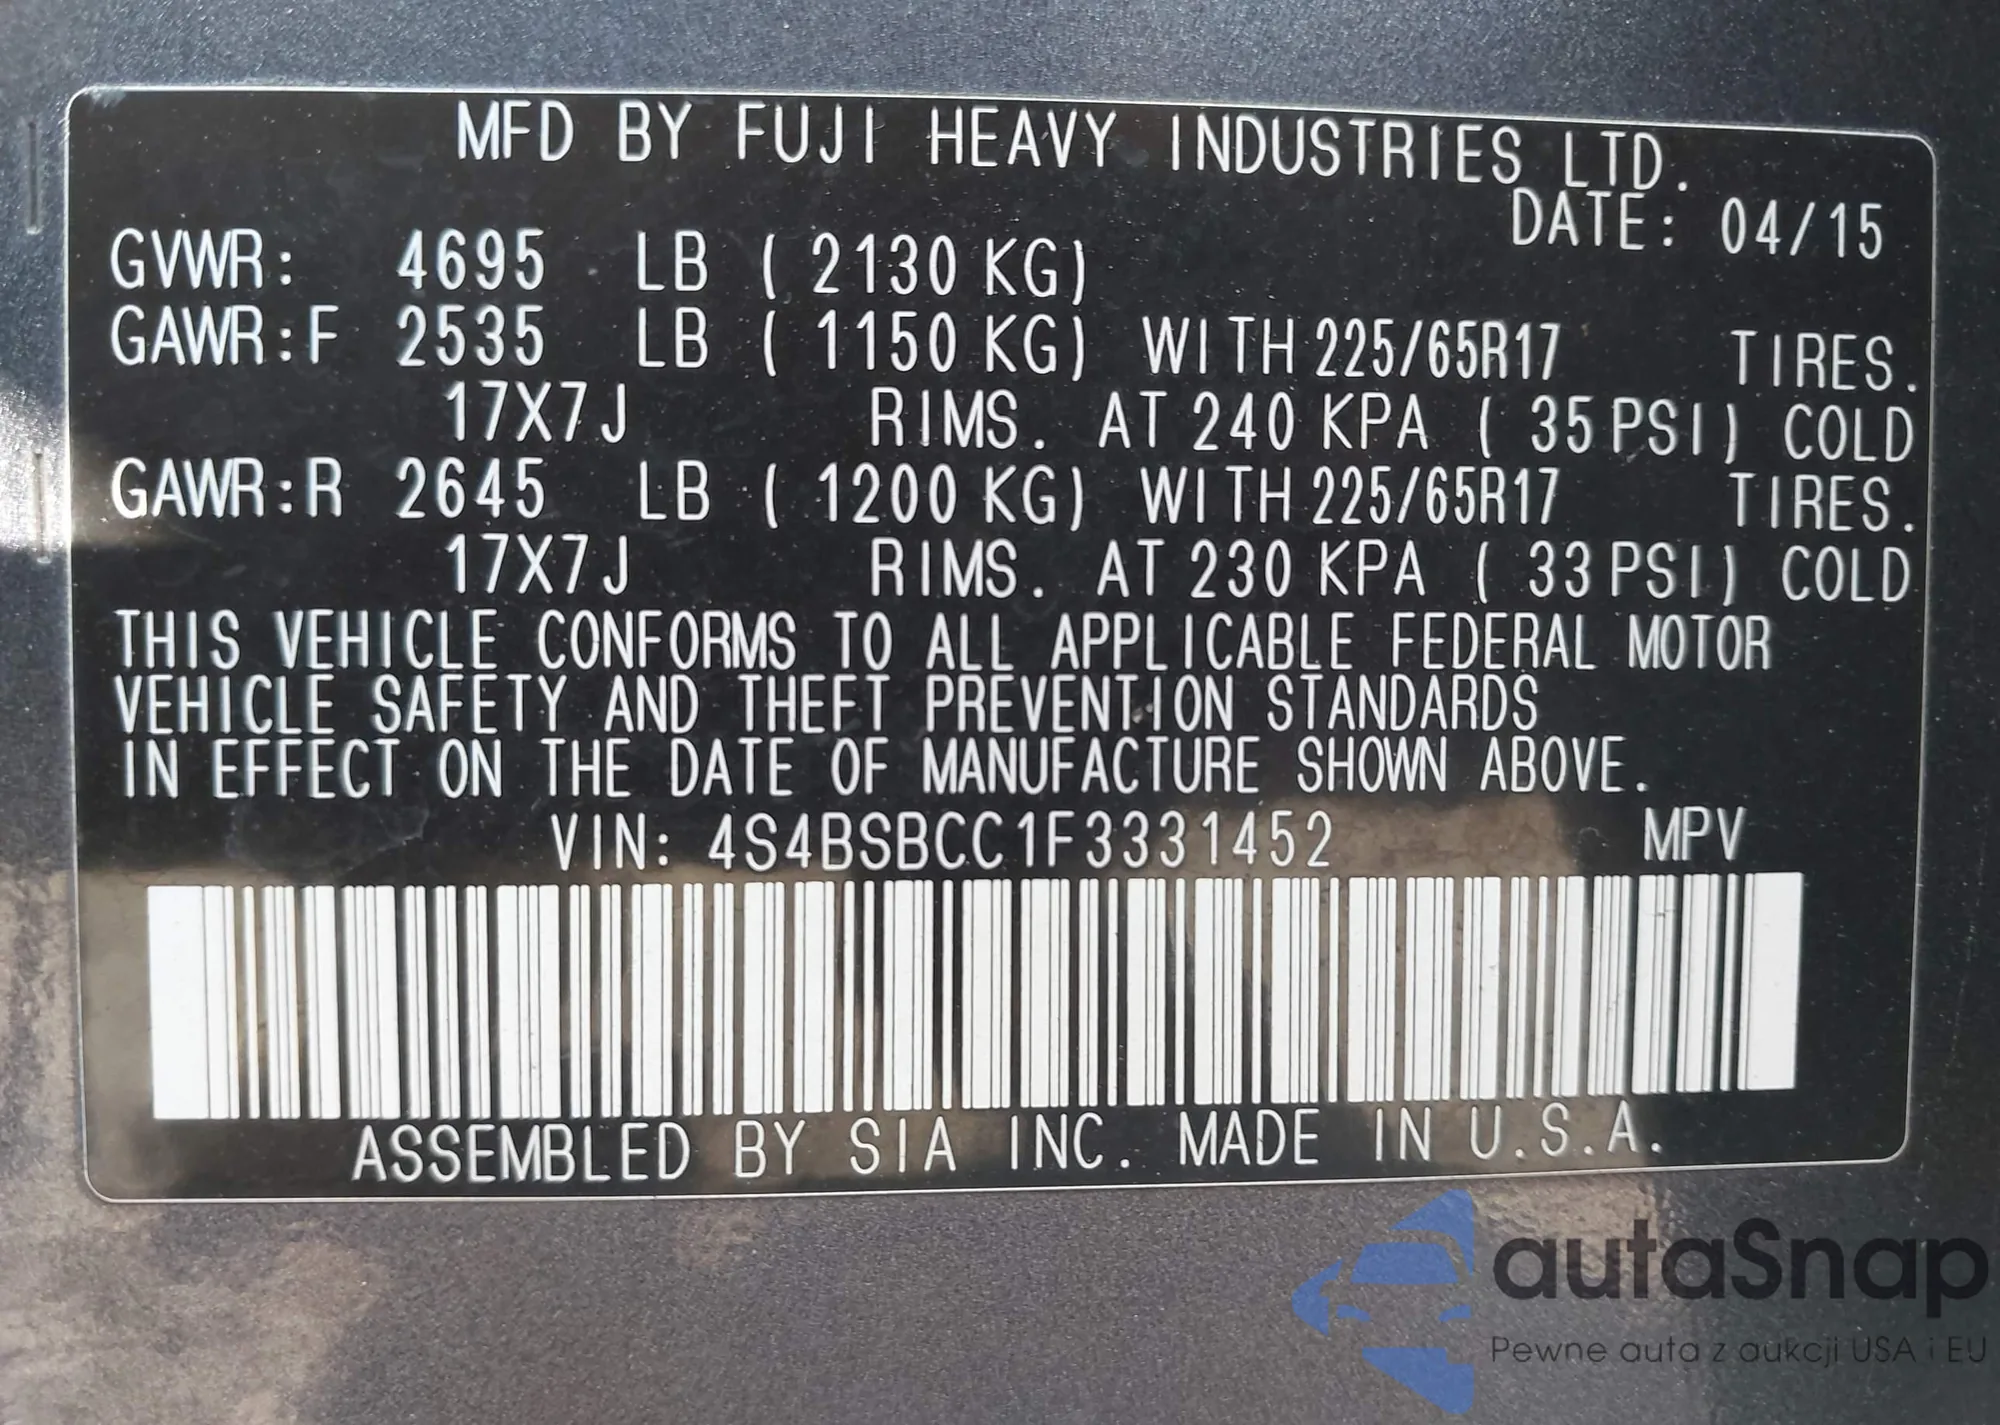 MFD BY FUJI HEAVY INDUSTRIES LTD.
DATE: 04/15
GVWR: 4695 LB ( 2130 KG)
GAWR:F 2535 LB ( 1150 KG) WITH 225/65R17 TIRES.
17X7J RIMS. AT 240 KPA ( 35 PSI) COLD
GAWR:R 2645 LB ( 1200 KG) WITH 225/65R17 TIRES.
17X7J RIMS. AT 230 KPA ( 33 PSI) COLD
THIS VEHICLE CONFORMS TO ALL APPLICABLE FEDERAL MOTOR
VEHICLE SAFETY AND THEFT PREVENTION STANDARDS
IN EFFECT ON THE DATE OF MANUFACTURE SHOWN ABOVE.
VIN: 4S4BSBCC1F3331452 MPV
ASSEMBLED BY SIA INC. MADE IN U.S.A.
autaSnap
Pewne auta z aukcji USA i EU